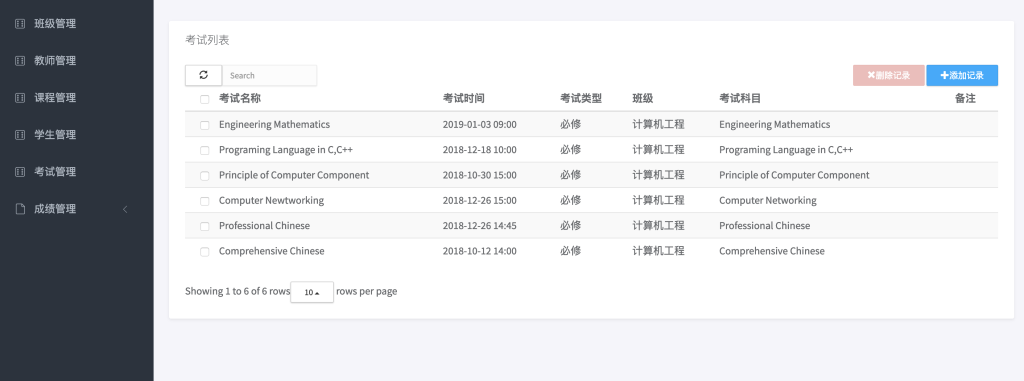 班级管理
教师管理
课程管理
学生管理
考试管理
成绩管理
考试列表
Search
删除记录 添加记录
考试名称 考试时间 考试类型 班级 考试科目 备注
Engineering Mathematics 2019-01-03 09:00 必修 计算机工程 Engineering Mathematics
Programing Language in C,C++ 2018-12-18 10:00 必修 计算机工程 Programing Language in C,C++
Principle of Computer Component 2018-10-30 15:00 必修 计算机工程 Principle of Computer Component
Computer Newtworking 2018-12-26 15:00 必修 计算机工程 Computer Networking
Professional Chinese 2018-12-26 14:45 必修 计算机工程 Professional Chinese
Comprehensive Chinese 2018-10-12 14:00 必修 计算机工程 Comprehensive Chinese
Showing 1 to 6 of 6 rows 10 rows per page